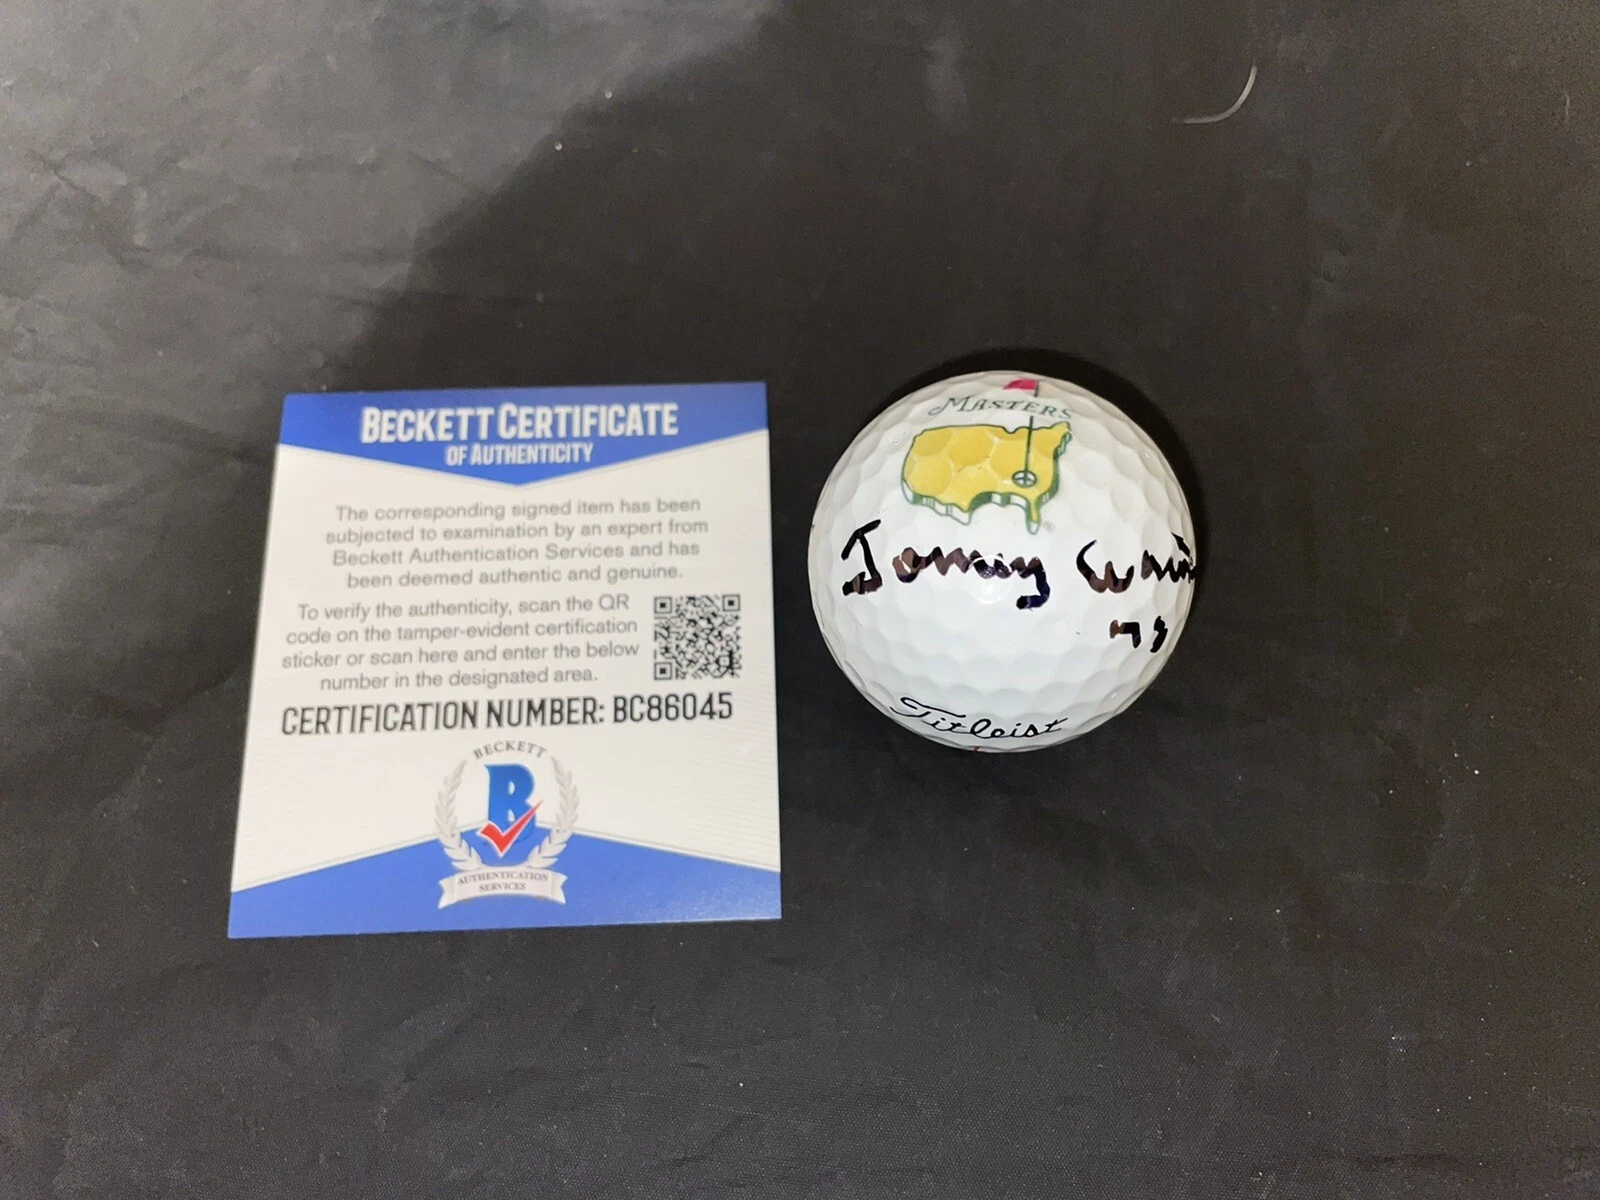 BECKETT CERTIFICATE
OF AUTHENTICITY
The corresponding signed item has been
subjected to examination by an expert from
Beckett Authentication Services and has
been deemed authentic and genuine.
To verify the authenticity, scan the QR
code on the tamper-evident certification
sticker or scan here and enter the below
number in the designated area.
CERTIFICATION NUMBER: BC86045
BECKETT
B
AUTHENTICATION
SERVICES
MASTERS
®
Tommy
73
Titleist